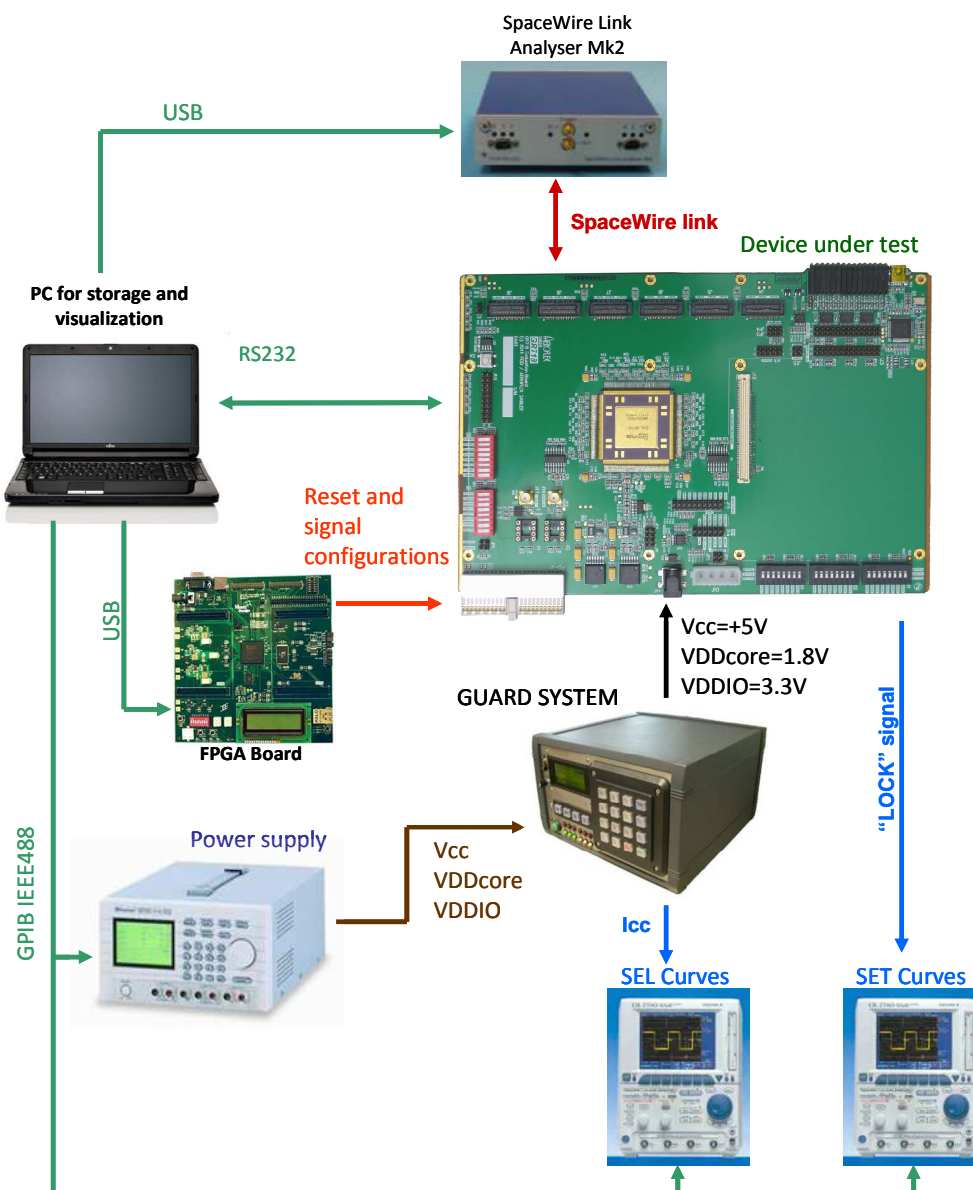 SpaceWire Link
Analyser Mk2
USB
SpaceWire link
Device under test
PC for storage and
visualization
RS232
Reset and
signal
configurations
USB
FPGA Board
Vcc=+5V
VDDcore=1.8V
VDDIO=3.3V
GUARD SYSTEM
"LOCK" signal
Power supply
Vcc
VDDcore
VDDIO
GPIB IEEE488
Icc
SEL Curves
SET Curves